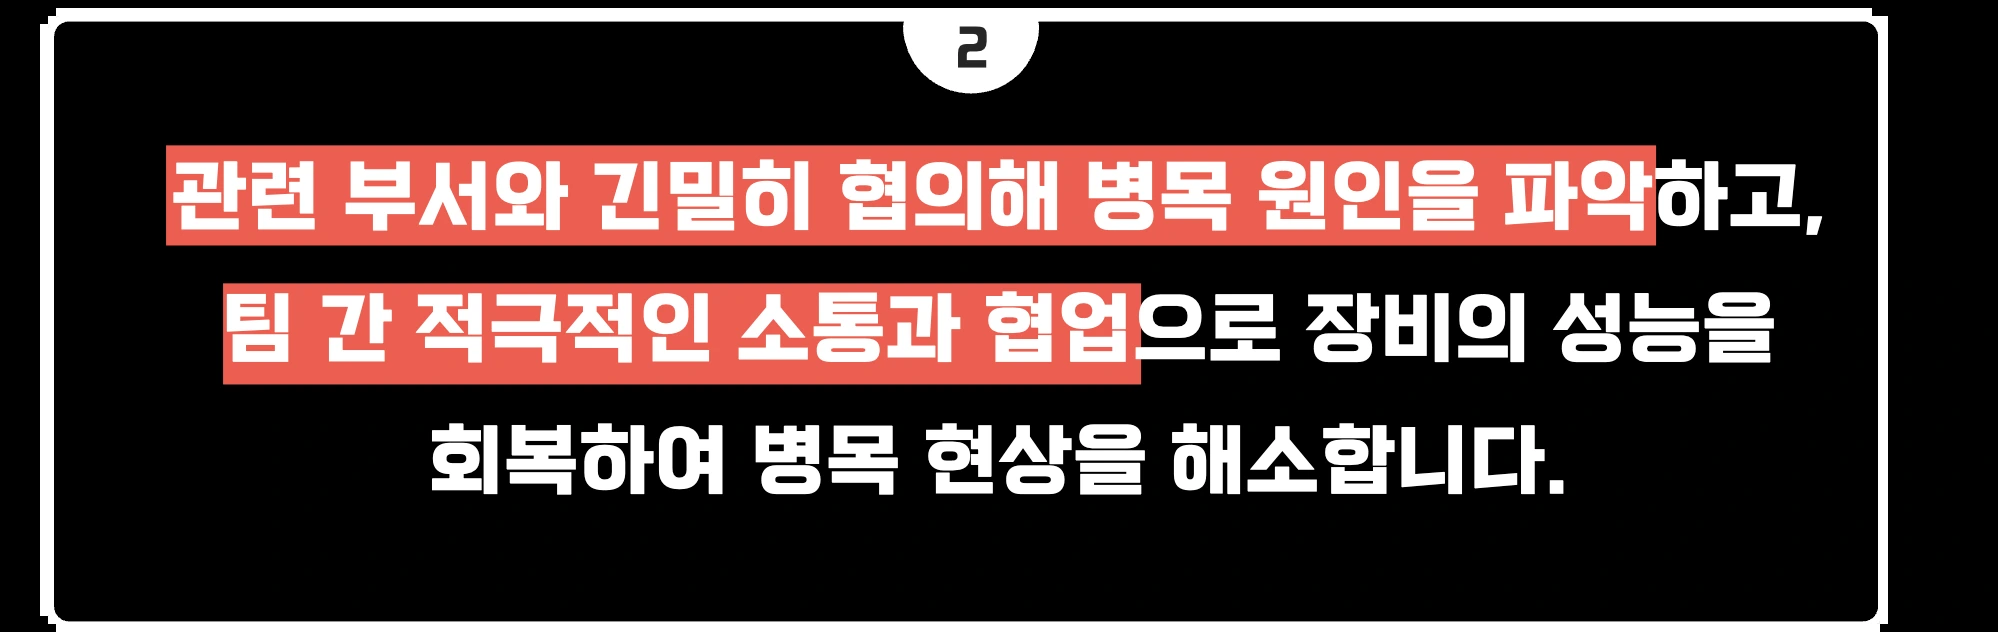 2
관련 부서와 긴밀히 협의해 병목 원인을 파악하고,
팀 간 적극적인 소통과 협업으로 장비의 성능을
회복하여 병목 현상을 해소합니다.